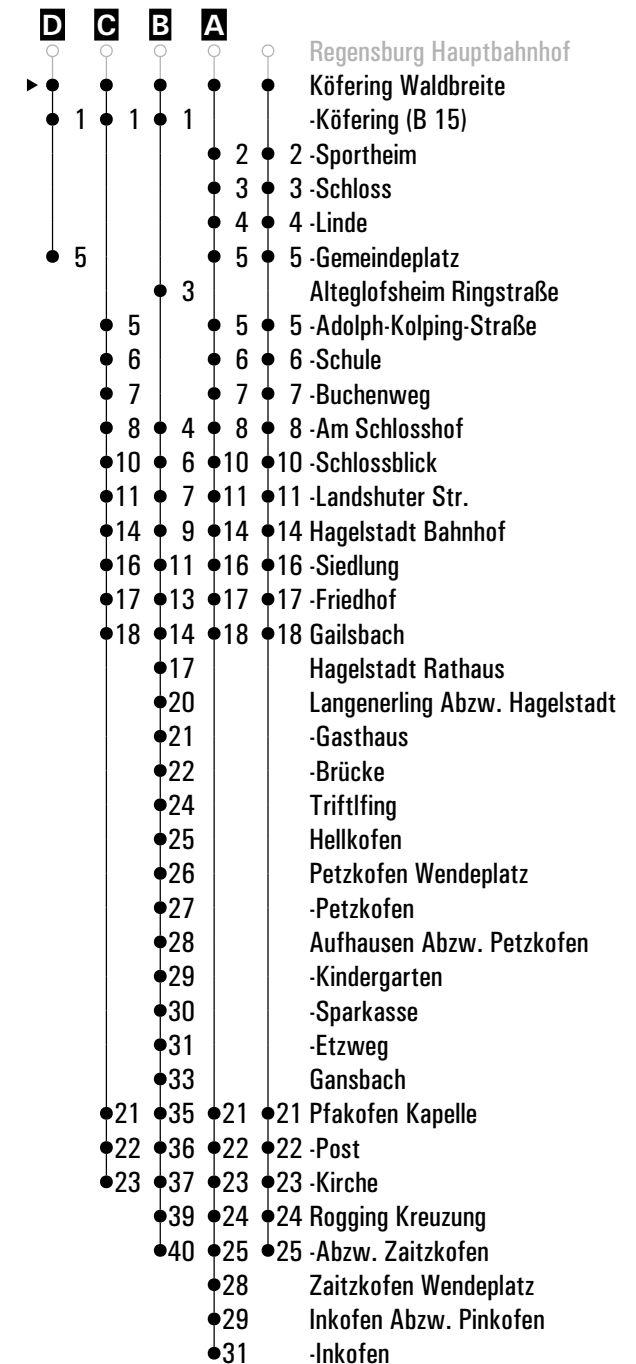 D C B A
Regensburg Hauptbahnhof
Köfering Waldbreite
1 1 1 -Köfering (B 15)
2 2 -Sportheim
3 3 -Schloss
4 4 -Linde
5 5 5 -Gemeindeplatz
3 Alteglofsheim Ringstraße
5 5 5 -Adolph-Kolping-Straße
6 6 6 -Schule
7 7 7 -Buchenweg
8 4 8 8 -Am Schlosshof
10 6 10 10 -Schlossblick
11 7 11 11 -Landshuter Str.
14 9 14 14 Hagelstadt Bahnhof
16 11 16 16 -Siedlung
17 13 17 17 -Friedhof
18 14 18 18 Gailsbach
17 Hagelstadt Rathaus
20 Langenerling Abzw. Hagelstadt
21 -Gasthaus
22 -Brücke
24 Triftlfing
25 Hellkofen
26 Petzkofen Wendeplatz
27 -Petzkofen
28 Aufhausen Abzw. Petzkofen
29 -Kindergarten
30 -Sparkasse
31 -Etzweg
33 Gansbach
21 35 21 21 Pfakofen Kapelle
22 36 22 22 -Post
23 37 23 23 -Kirche
39 24 24 Rogging Kreuzung
40 25 25 -Abzw. Zaitzkofen
28 Zaitzkofen Wendeplatz
29 Inkofen Abzw. Pinkofen
31 -Inkofen